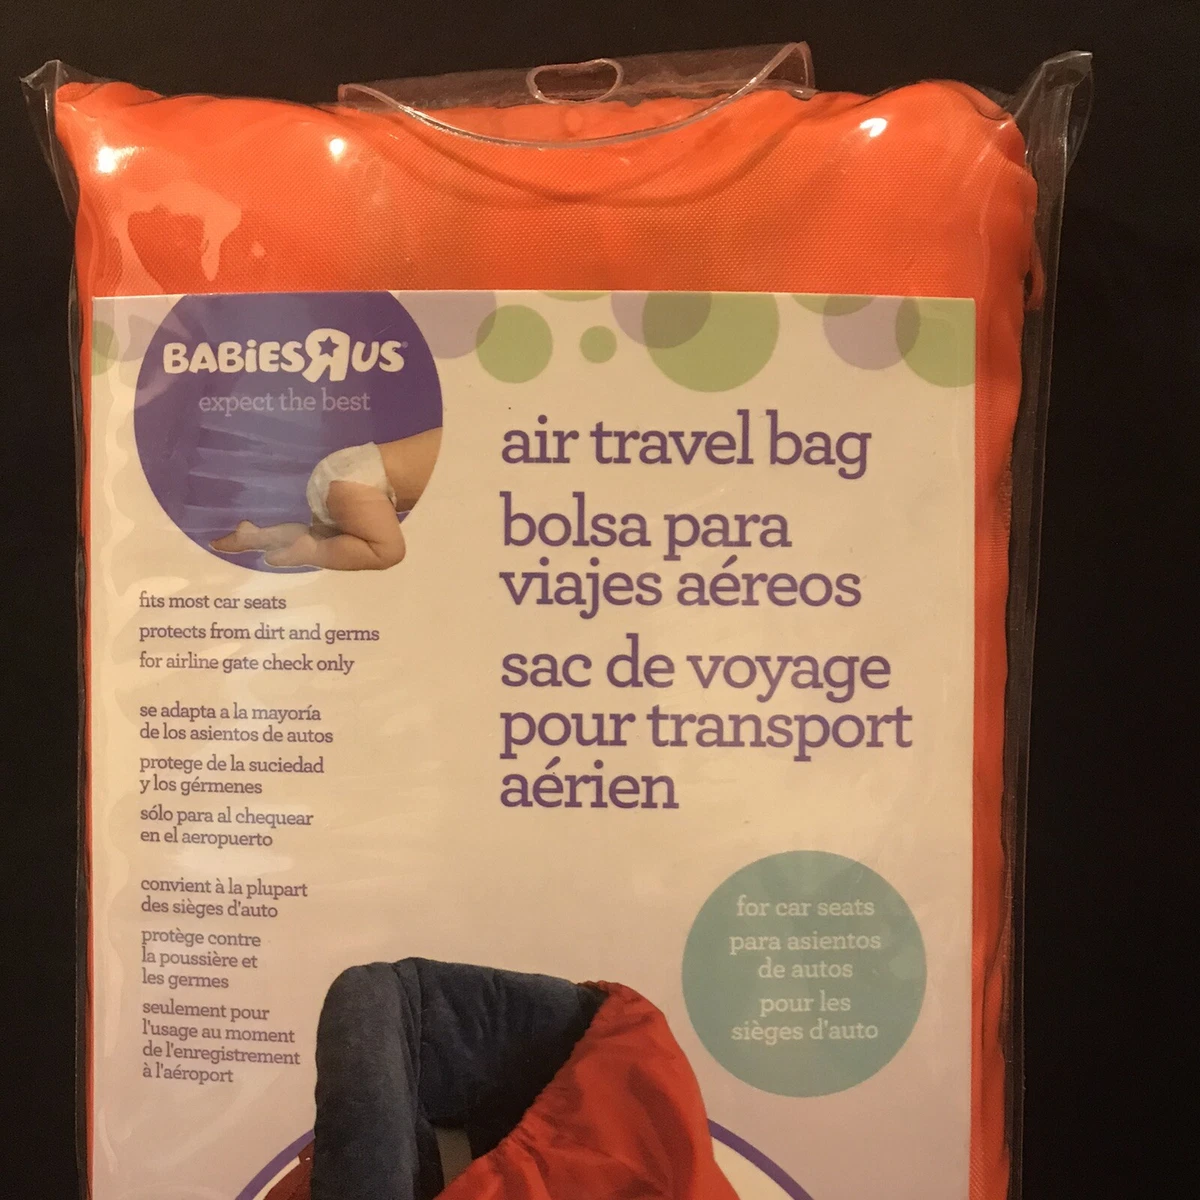 BABiESRUS®
expect the best
air travel bag
bolsa para
viajes aéreos
sac de voyage
pour transport
aérien
fits most car seats
protects from dirt and germs
for airline gate check only
se adapta a la mayoría
de los asientos de autos
protege de la suciedad
y los gérmenes
sólo para al chequear
en el aeropuerto
convient à la plupart
des sièges d'auto
protège contre
la poussière et
les germes
seulement pour
l'usage au moment
de l'enregistrement
à l'aéroport
for car seats
para asientos
de autos
pour les
sièges d'auto